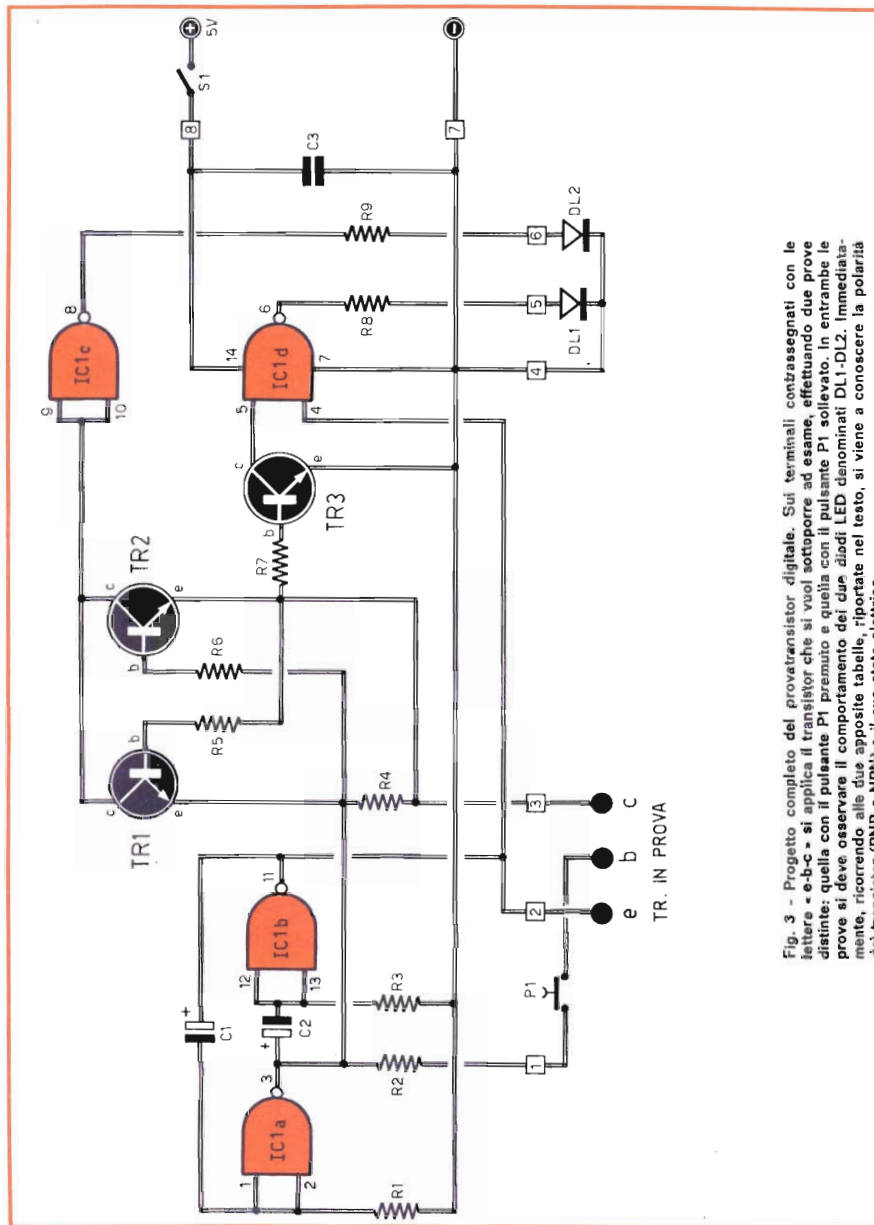 5V
S1
8
7
C3
8
IC1c
9
10
R9
6
DL2
6
R8
5
DL1
14
IC1d
7
4
5
4
c
e
TR3
b
R7
TR2
c
e
b
R6
R5
TR1
c
e
b
R4
3
c
b
e
TR. IN PROVA
2
11
IC1b
12
13
C1
+
C2
+
R3
R2
1
P1
3
IC1a
1
2
R1
Fig. 3 - Progetto completo del provatransistor digitale. Sui terminali contrassegnati con le
lettere « e-b-c » si applica il transistor che si vuol sottoporre ad esame, effettuando due prove
distinte: quella con il pulsante P1 premuto e quella con il pulsante P1 sollevato. In entrambe le
prove si deve osservare il comportamento dei due diodi LED denominati DL1-DL2. Immediata-
mente, ricorrendo alle due apposite tabelle, riportate nel testo, si viene a conoscere la polarità